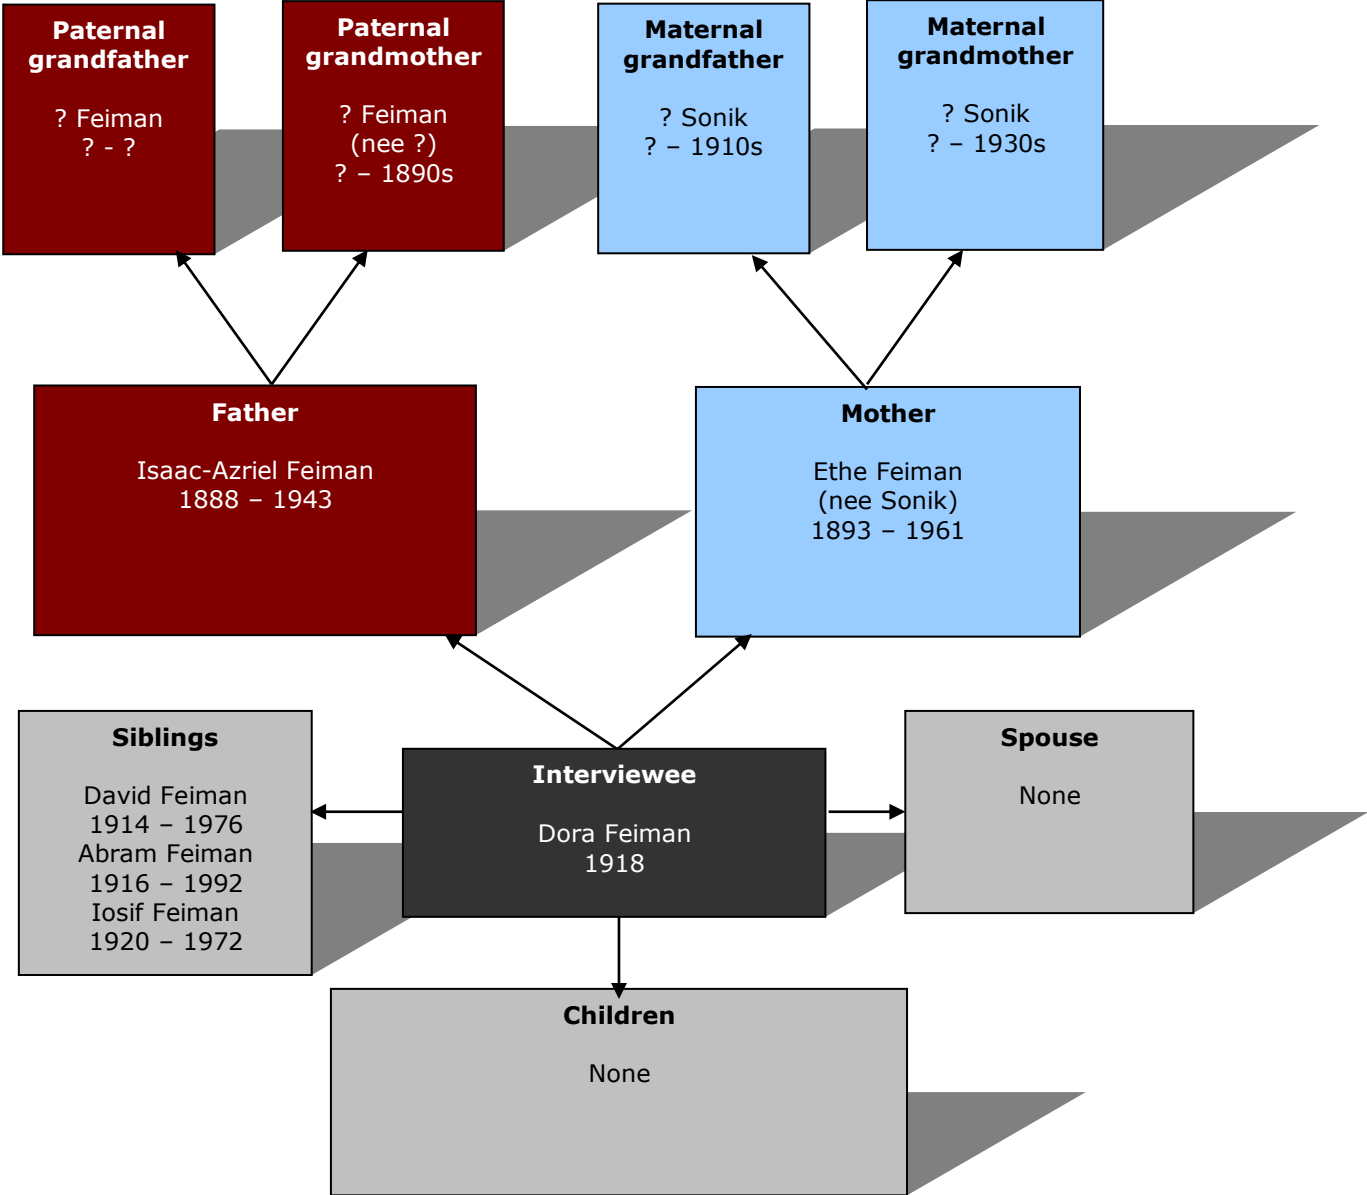 Paternal
grandfather
? Feiman
? - ?
Paternal
grandmother
? Feiman
(nee ?)
? – 1890s
Maternal
grandfather
? Sonik
? – 1910s
Maternal
grandmother
? Sonik
? – 1930s
Father
Isaac-Azriel Feiman
1888 – 1943
Mother
Ethe Feiman
(nee Sonik)
1893 – 1961
Siblings
David Feiman
1914 – 1976
Abram Feiman
1916 – 1992
Iosif Feiman
1920 – 1972
Interviewee
Dora Feiman
1918
Spouse
None
Children
None